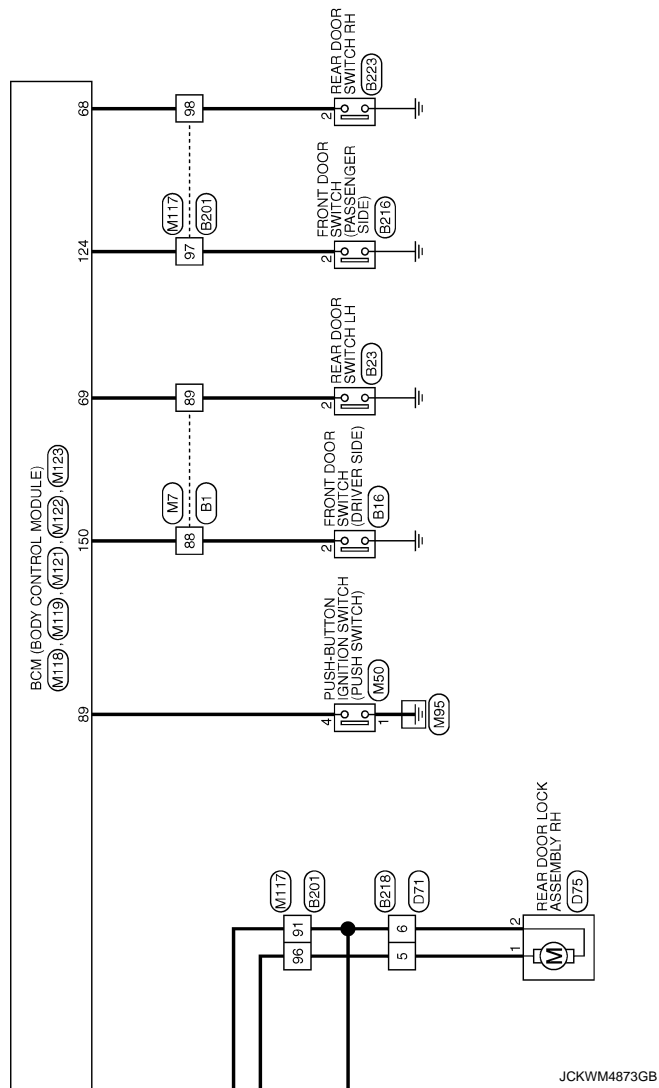 BCM (BODY CONTROL MODULE)
M118, M119, M121, M122, M123
89
150
69
124
68
M7
88
89
B1
M117
97
98
B201
M117
96
91
B201
B218
5
6
D71
1
2
M
REAR DOOR LOCK
ASSEMBLY RH
D75
PUSH-BUTTON
IGNITION SWITCH
(PUSH SWITCH)
M50
4
1
M95
FRONT DOOR
SWITCH
(DRIVER SIDE)
B16
2
REAR DOOR
SWITCH LH
B23
2
FRONT DOOR
SWITCH
(PASSENGER
SIDE)
B216
2
REAR DOOR
SWITCH RH
B223
2
JCKWM4873GB